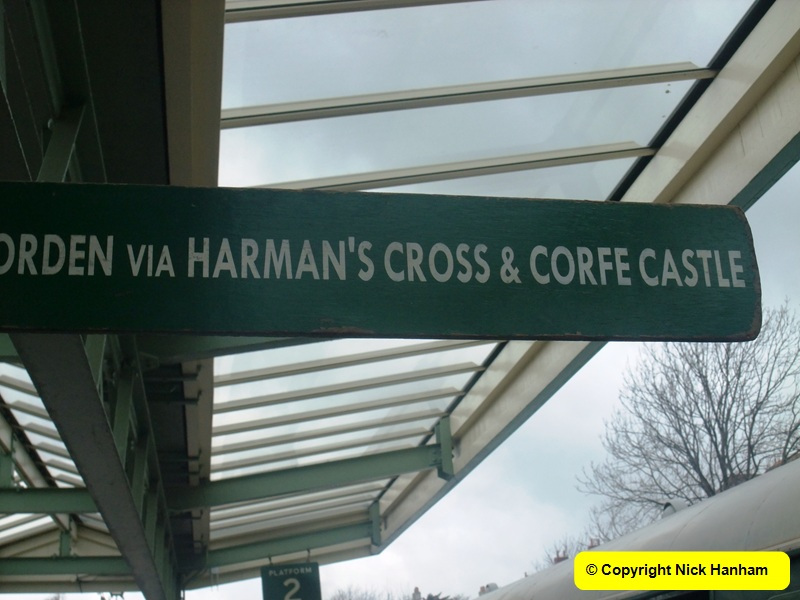 ORDEN VIA HARMAN'S CROSS & CORFE CASTLE
PLATFORM
2
© Copyright Nick Hanham